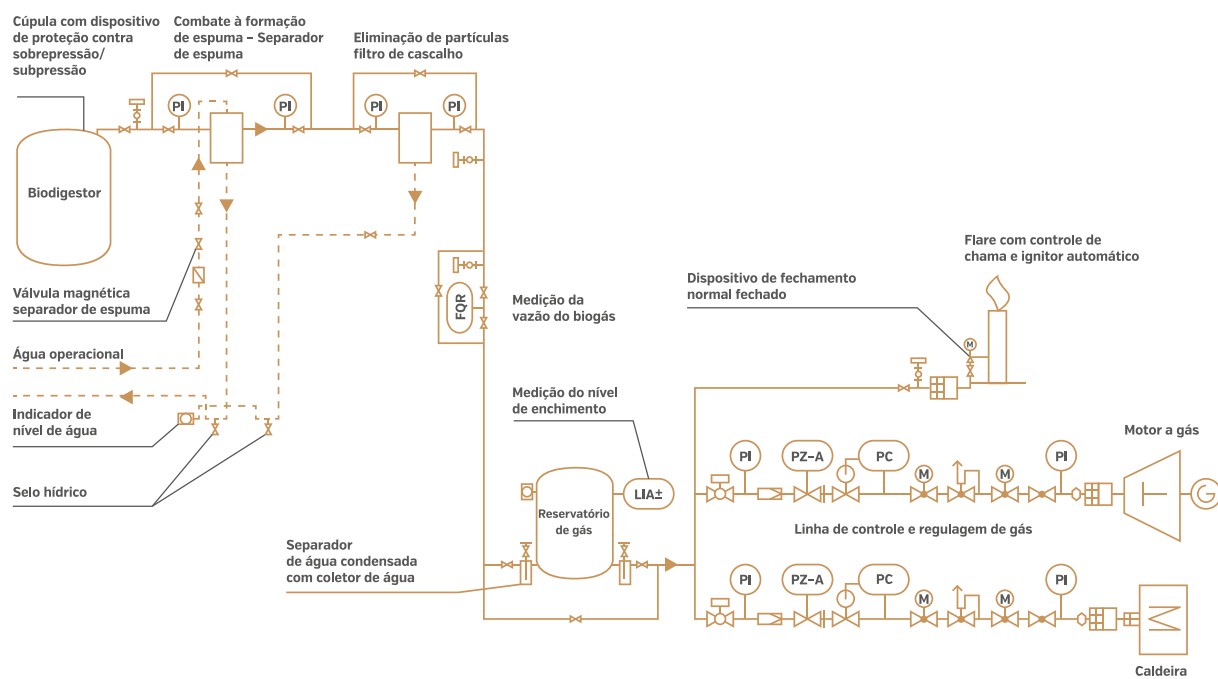 Cúpula com dispositivo
de proteção contra
sobrepressão/
subpressão
Combate à formação
de espuma – Separador
de espuma
Eliminação de partículas
filtro de cascalho
PI
PI
PI
PI
Biodigestor
Válvula magnética
separador de espuma
Água operacional
Indicador de
nível de água
Selo hídrico
FQR
Medição da
vazão do biogás
Medição do nível
de enchimento
Flare com controle de
chama e ignitor automático
Dispositivo de fechamento
normal fechado
M
Motor a gás
PI
PZ–A
PC
M
M
PI
G
LIA±
Reservatório
de gás
Linha de controle e regulagem de gás
Separador
de água condensada
com coletor de água
PI
PZ–A
PC
M
M
PI
Caldeira